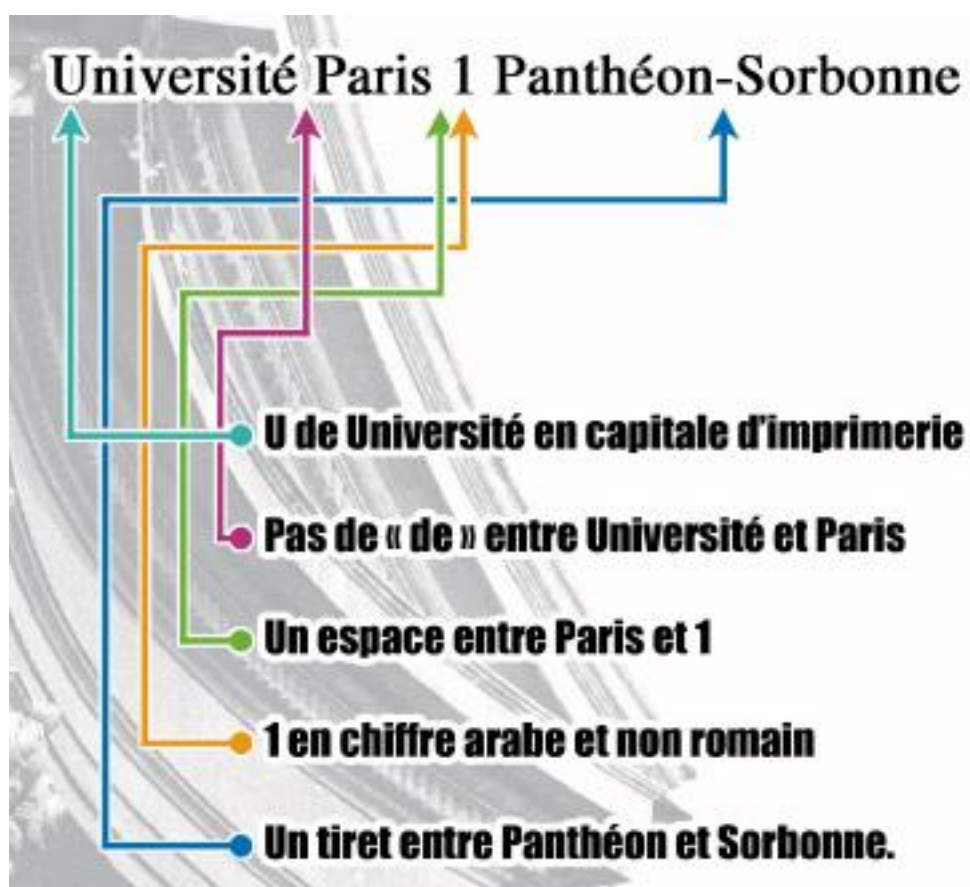 Université Paris 1 Panthéon-Sorbonne
U de Université en capitale d'imprimerie
Pas de « de » entre Université et Paris
Un espace entre Paris et 1
1 en chiffre arabe et non romain
Un tiret entre Panthéon et Sorbonne.